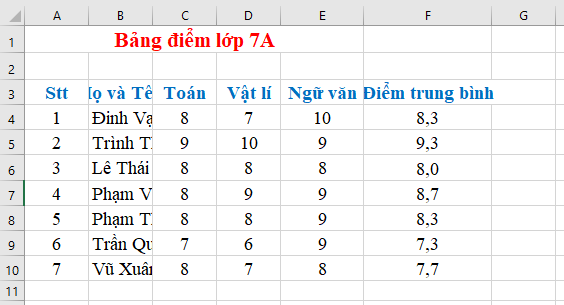 A B C D E F G
1 Bảng điểm lớp 7A
2
3 Stt Họ và Tê Toán Vật lí Ngữ văn Điểm trung bình
4 1 Đinh Vạ 8 7 10 8,3
5 2 Trình T 9 10 9 9,3
6 3 Lê Thái 8 8 8 8,0
7 4 Phạm V 8 9 9 8,7
8 5 Phạm T 8 8 9 8,3
9 6 Trần Qu 7 6 9 7,3
10 7 Vũ Xuân 8 7 8 7,7
11